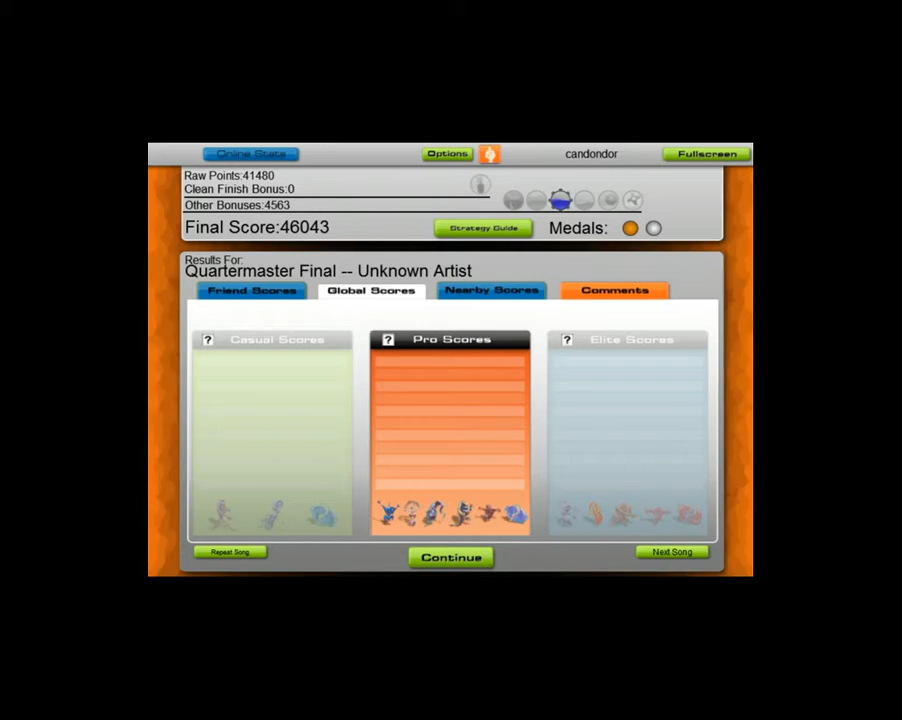 Online Stats
Options
candondor
Fullscreen
Raw Points:41480
Clean Finish Bonus:0
Other Bonuses:4563
Final Score:46043
Strategy Guide
Medals:
Results For:
Quartermaster Final -- Unknown Artist
Friend Scores
Global Scores
Nearby Scores
Comments
? Casual Scores
? Pro Scores
? Elite Scores
Repeat Song
Continue
Next Song